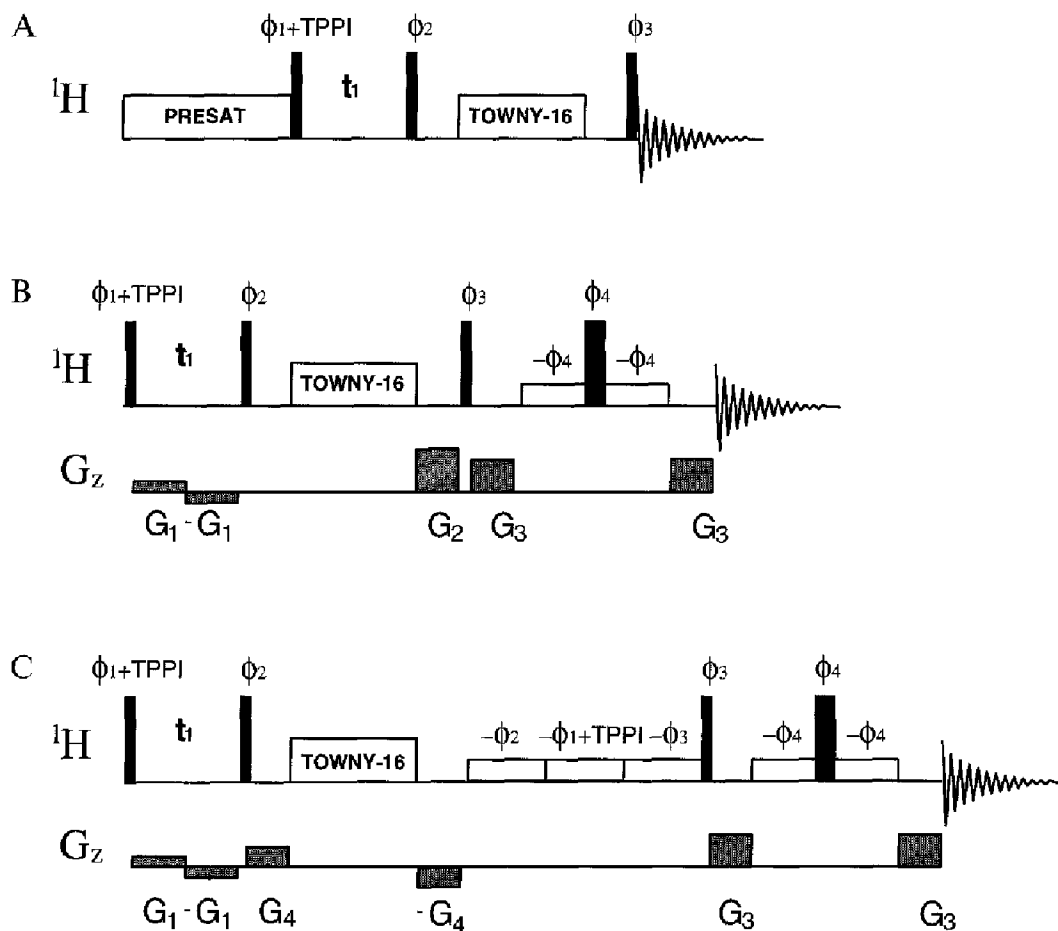 A
ϕ1+TPPI ϕ2 ϕ3
¹H t₁
PRESAT TOWNY-16
B
ϕ1+TPPI ϕ2 ϕ3 ϕ4
¹H t₁ -ϕ4 -ϕ4
TOWNY-16
Gz
G₁ -G₁ G₂ G₃ G₃
C
ϕ1+TPPI ϕ2 ϕ3 ϕ4
¹H t₁ -ϕ2 -ϕ1+TPPI -ϕ3 -ϕ4 -ϕ4
TOWNY-16
Gz
G₁ -G₁ G₄ -G₄ G₃ G₃